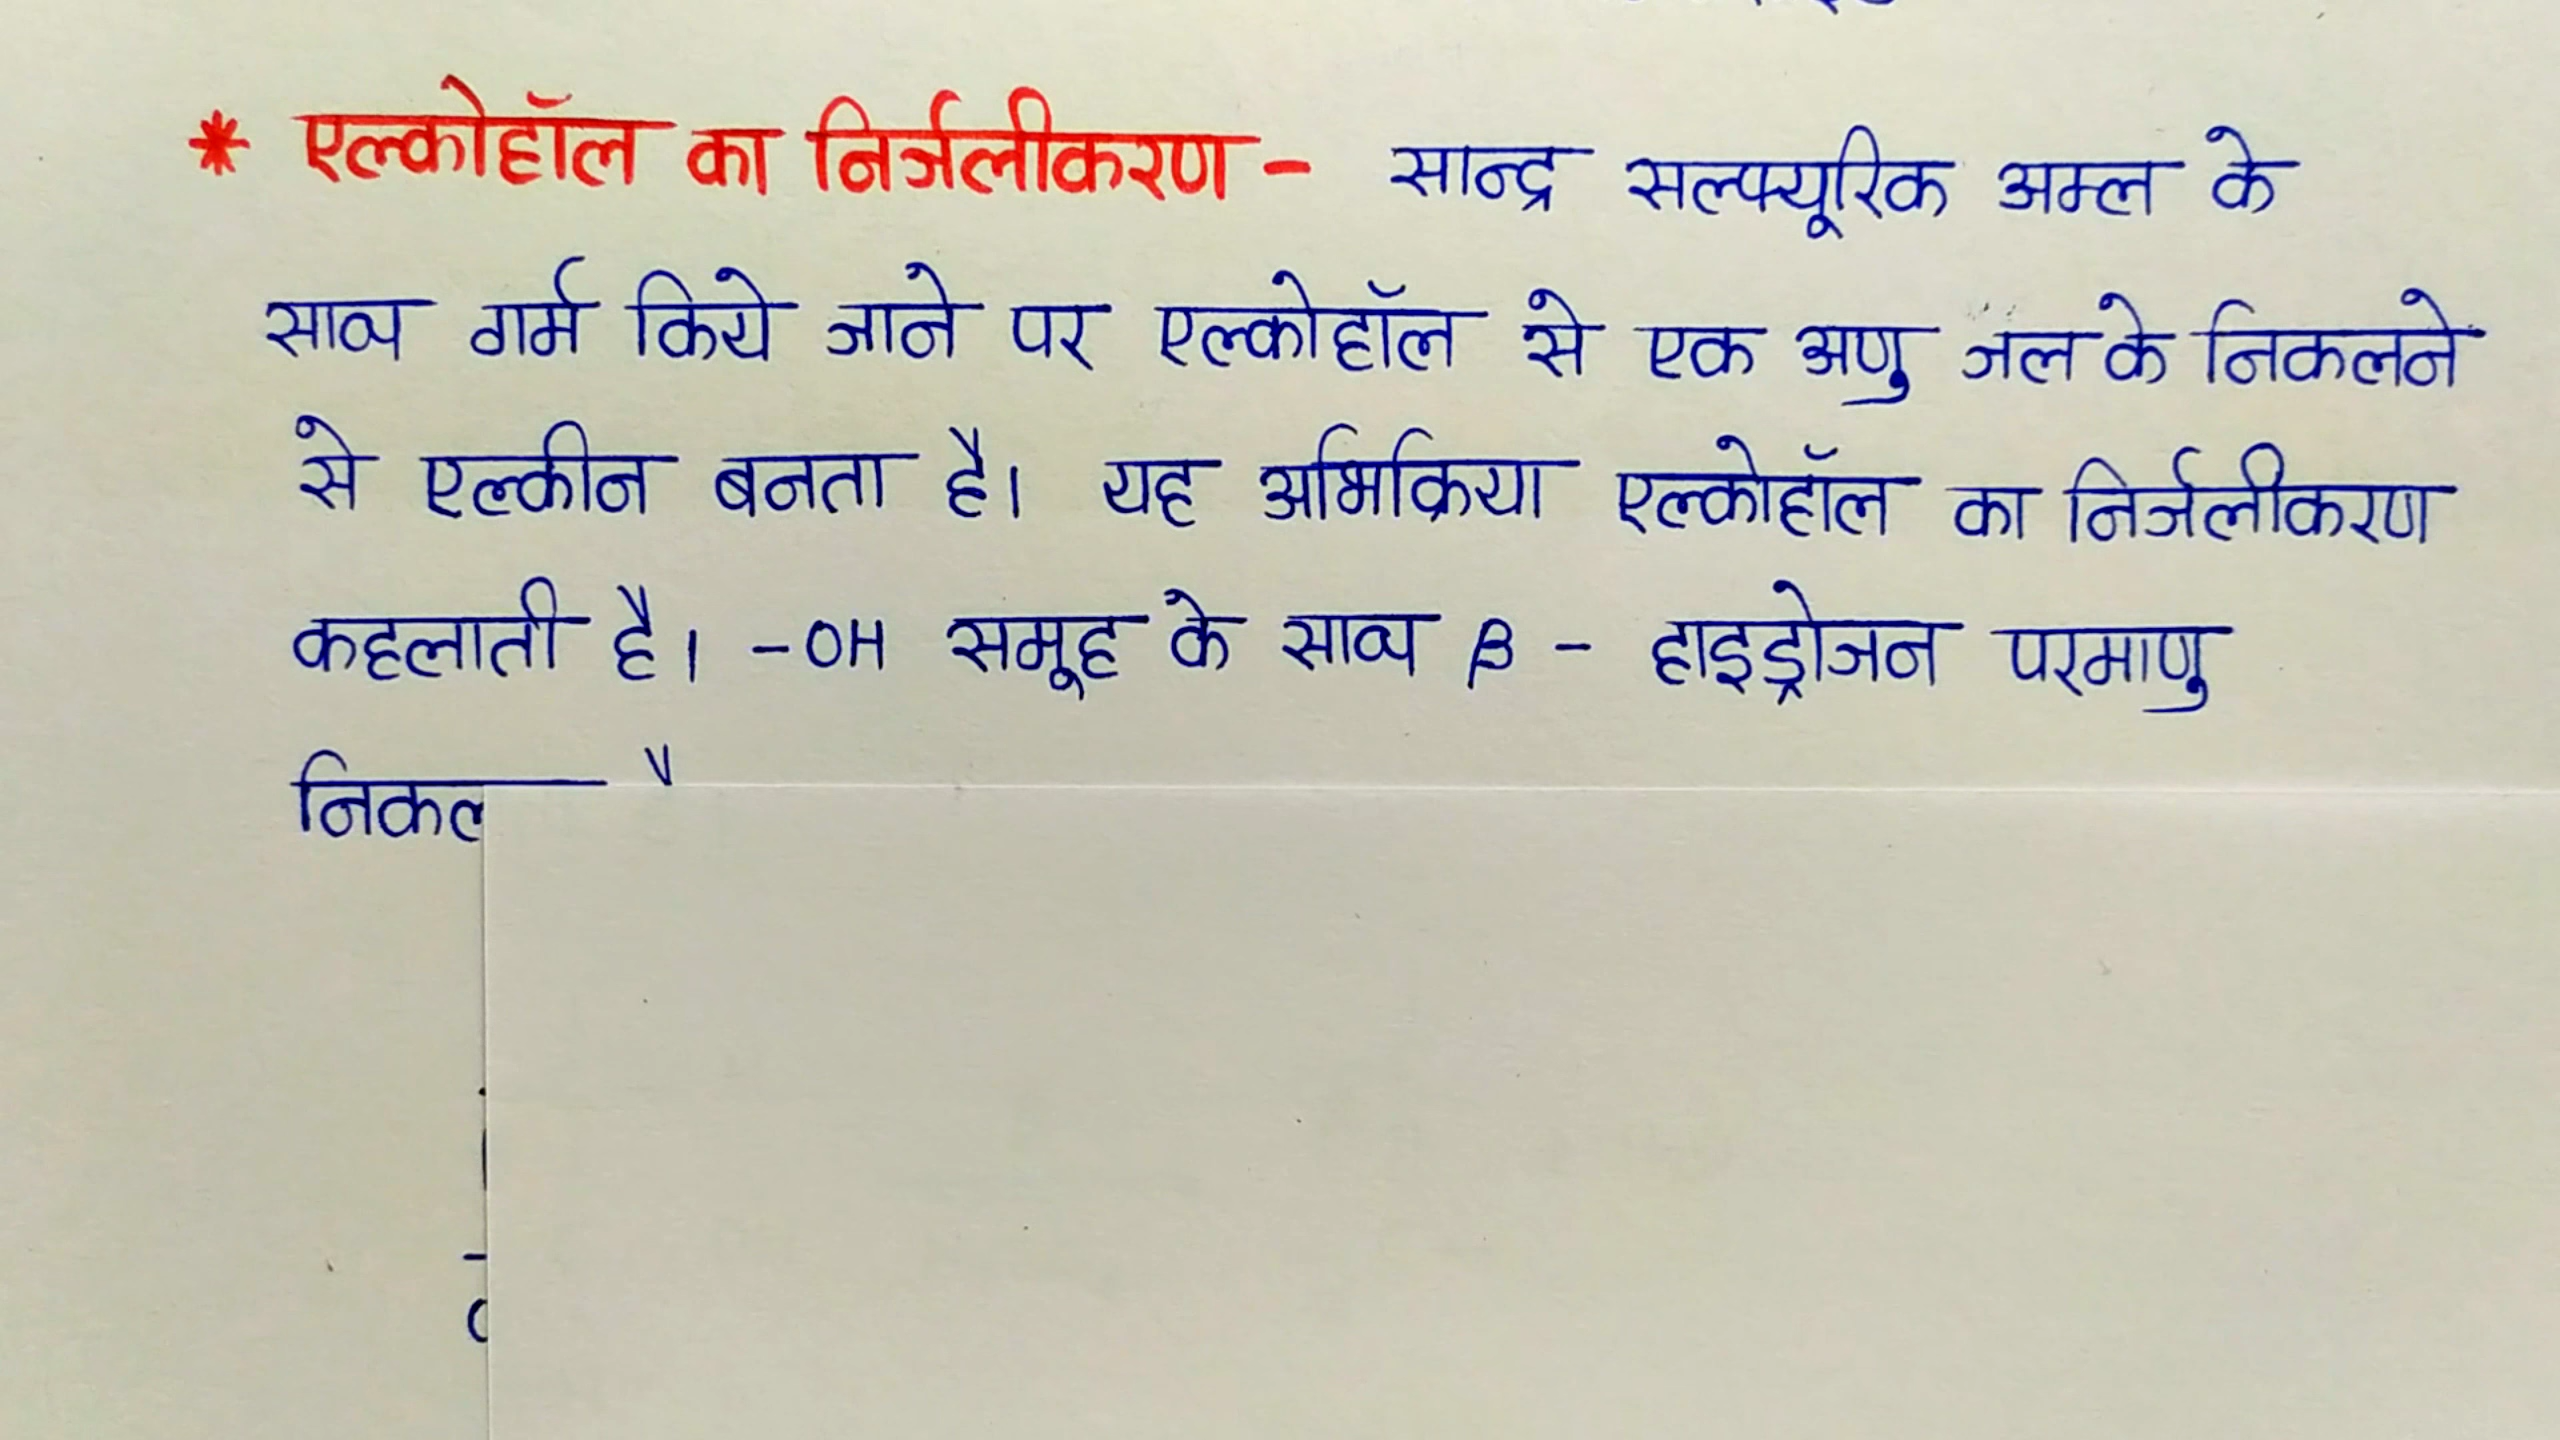 * एल्कोहॉल का निर्जलीकरण - सान्द्र सल्फ्यूरिक अम्ल के
साथ गर्म किये जाने पर एल्कोहॉल से एक अणु जल के निकलने
से एल्कीन बनता है। यह अभिक्रिया एल्कोहॉल का निर्जलीकरण
कहलाती है। -OH समूह के साथ β - हाइड्रोजन परमाणु